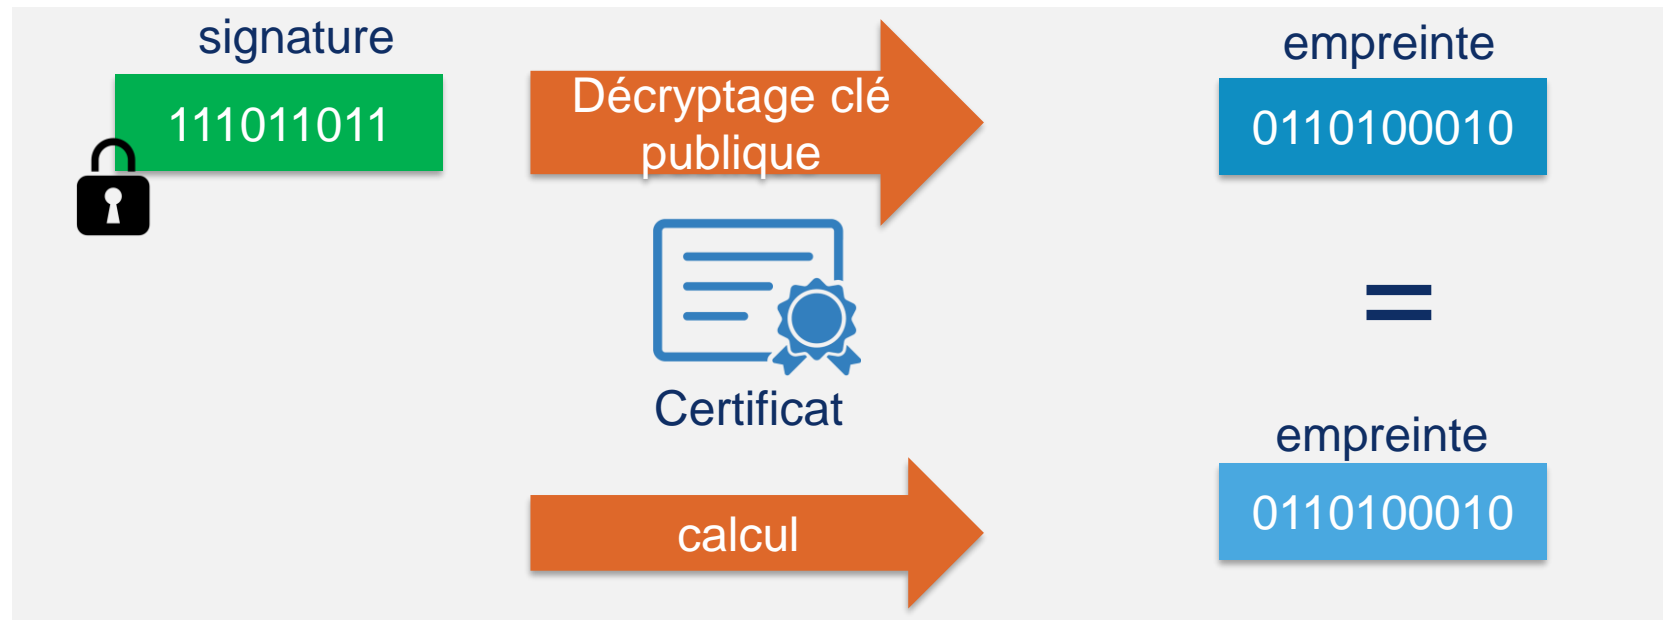 signature
111011011
Décryptage clé
publique
empreinte
0110100010
=
Certificat
empreinte
calcul
0110100010